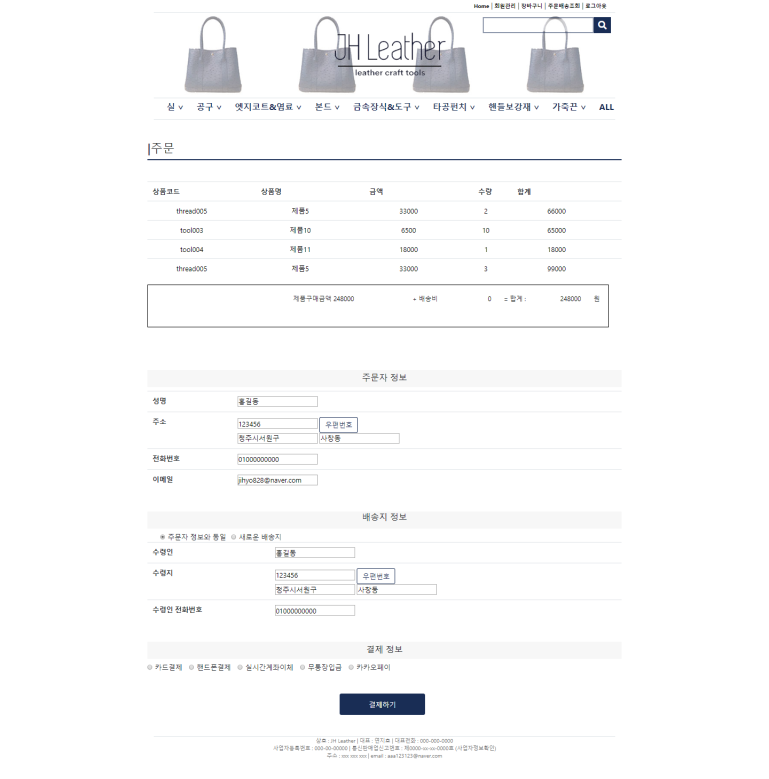 Home | 회원관리 | 장바구니 | 주문배송조회 | 로그아웃
JH Leather
leather craft tools
실 공구 엣지코트&염료 본드 금속장식&도구 타공펀치 핸들보강재 가죽끈 ALL
|주문
상품코드 상품명 금액 수량 합계
thread005 제품5 33000 2 66000
tool003 제품10 6500 10 65000
tool004 제품11 18000 1 18000
thread005 제품5 33000 3 99000
제품구매금액 248000 + 배송비 0 = 합계 : 248000 원
주문자 정보
성명 홍길동
주소 123456 우편번호
청주시서원구 사창동
전화번호 01000000000
이메일 jihyo828@naver.com
배송지 정보
주문자 정보와 동일 새로운 배송지
수령인 홍길동
수령지 123456 우편번호
청주시서원구 사창동
수령인 전화번호 01000000000
결제 정보
카드결제 핸드폰결제 실시간계좌이체 무통장입금 카카오페이
결제하기
상호 : JH Leather | 대표 : 연지효 | 대표전화 : 000-000-0000
사업자등록번호 : 000-00-00000 | 통신판매업신고번호 : 제0000-xx-xx-0000호 (사업자정보확인)
주소 : xxx xxx xxx | email : aaa123123@naver.com